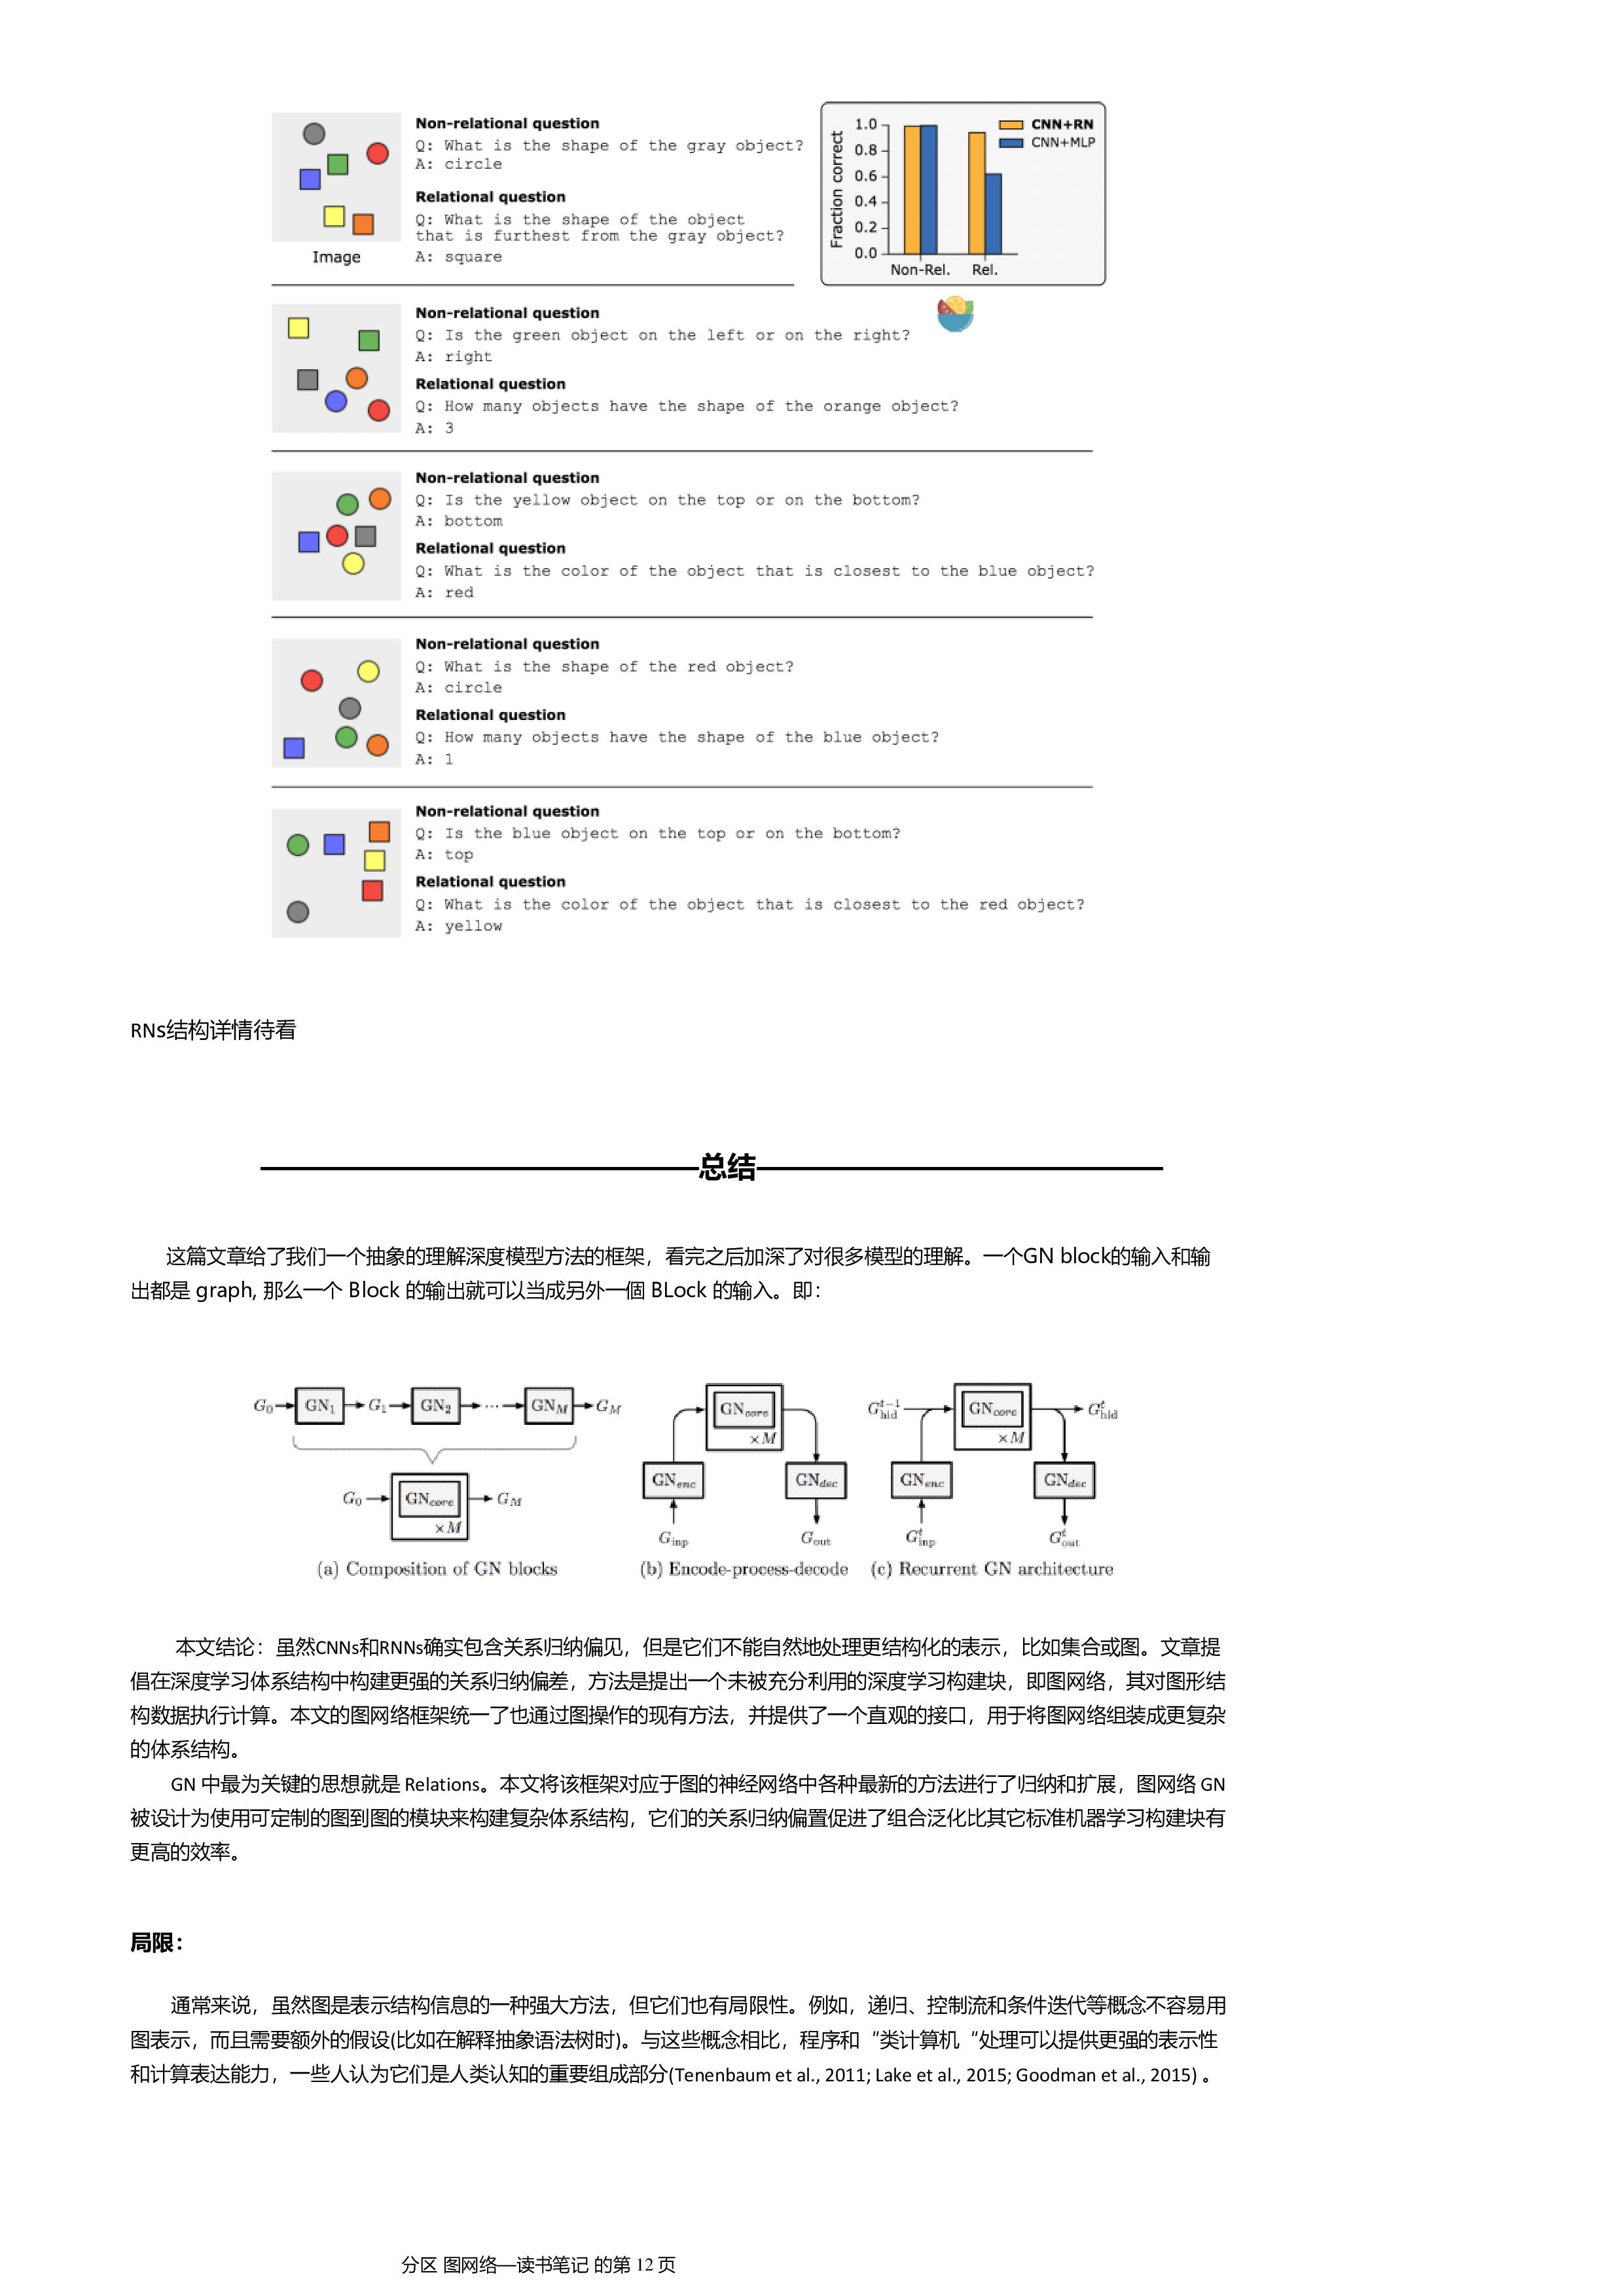 Non-relational question
Q: What is the shape of the gray object?
A: circle
Relational question
Q: What is the shape of the object
that is furthest from the gray object?
A: square
Image
Fraction correct
1.0
0.8
0.6
0.4
0.2
0.0
Non-Rel. Rel.
CNN+RN
CNN+MLP
Non-relational question
Q: Is the green object on the left or on the right?
A: right
Relational question
Q: How many objects have the shape of the orange object?
A: 3
Non-relational question
Q: Is the yellow object on the top or on the bottom?
A: bottom
Relational question
Q: What is the color of the object that is closest to the blue object?
A: red
Non-relational question
Q: What is the shape of the red object?
A: circle
Relational question
Q: How many objects have the shape of the blue object?
A: 1
Non-relational question
Q: Is the blue object on the top or on the bottom?
A: top
Relational question
Q: What is the color of the object that is closest to the red object?
A: yellow
RNs结构详情待看
总结
这篇文章给了我们一个抽象的理解深度模型方法的框架，看完之后加深了对很多模型的理解。一个GN block的输入和输
出都是 graph, 那么一个 Block 的输出就可以当成另外一個 BLock 的输入。即：
G₀ GN₁ G₁ GN₂ ··· GN_M G_M
G₀ GN_core ×M G_M
(a) Composition of GN blocks
GN_core ×M
GN_enc GN_dec
G_inp G_out
(b) Encode-process-decode
G_hid^t-1 GN_core ×M G_hid^t
GN_enc GN_dec
G_inp^t G_out^t
(c) Recurrent GN architecture
本文结论：虽然CNNs和RNNs确实包含关系归纳偏见，但是它们不能自然地处理更结构化的表示，比如集合或图。文章提
倡在深度学习体系结构中构建更强的关系归纳偏差，方法是提出一个未被充分利用的深度学习构建块，即图网络，其对图形结
构数据执行计算。本文的图网络框架统一了也通过图操作的现有方法，并提供了一个直观的接口，用于将图网络组装成更复杂
的体系结构。
GN 中最为关键的思想就是 Relations。本文将该框架对应于图的神经网络中各种最新的方法进行了归纳和扩展，图网络 GN
被设计为使用可定制的图到图的模块来构建复杂体系结构，它们的关系归纳偏置促进了组合泛化比其它标准机器学习构建块有
更高的效率。
局限：
通常来说，虽然图是表示结构信息的一种强大方法，但它们也有局限性。例如，递归、控制流和条件迭代等概念不容易用
图表示，而且需要额外的假设(比如在解释抽象语法树时)。与这些概念相比，程序和“类计算机“处理可以提供更强的表示性
和计算表达能力，一些人认为它们是人类认知的重要组成部分(Tenenbaum et al., 2011; Lake et al., 2015; Goodman et al., 2015) 。
分区 图网络—读书笔记 的第 12 页